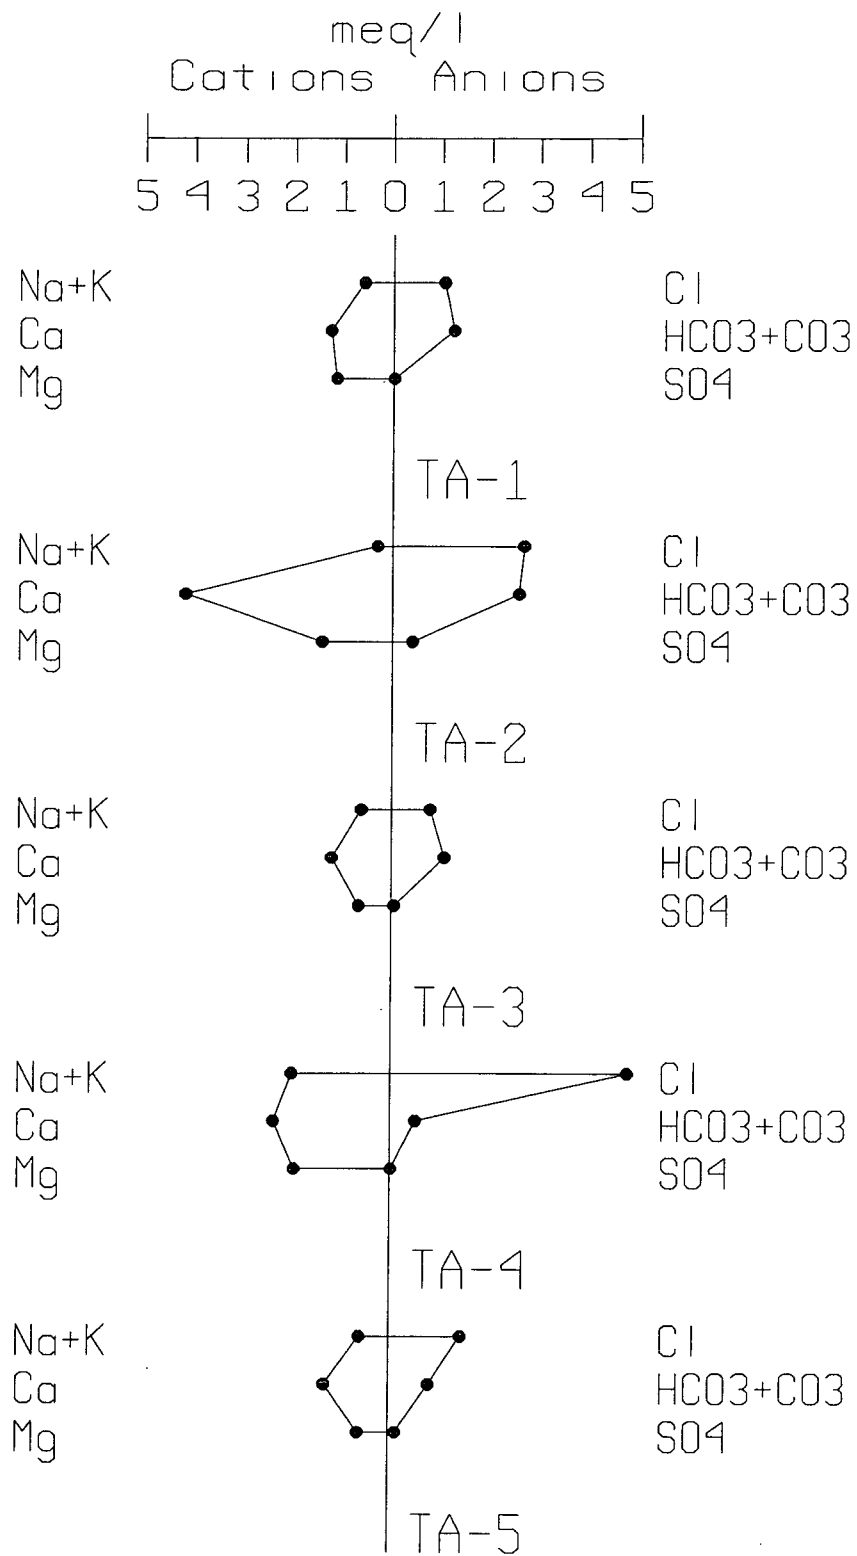 meq/l
Cations Anions
5 4 3 2 1 0 1 2 3 4 5
Na+K Cl
Ca HCO3+CO3
Mg SO4
TA-1
Na+K Cl
Ca HCO3+CO3
Mg SO4
TA-2
Na+K Cl
Ca HCO3+CO3
Mg SO4
TA-3
Na+K Cl
Ca HCO3+CO3
Mg SO4
TA-4
Na+K Cl
Ca HCO3+CO3
Mg SO4
TA-5